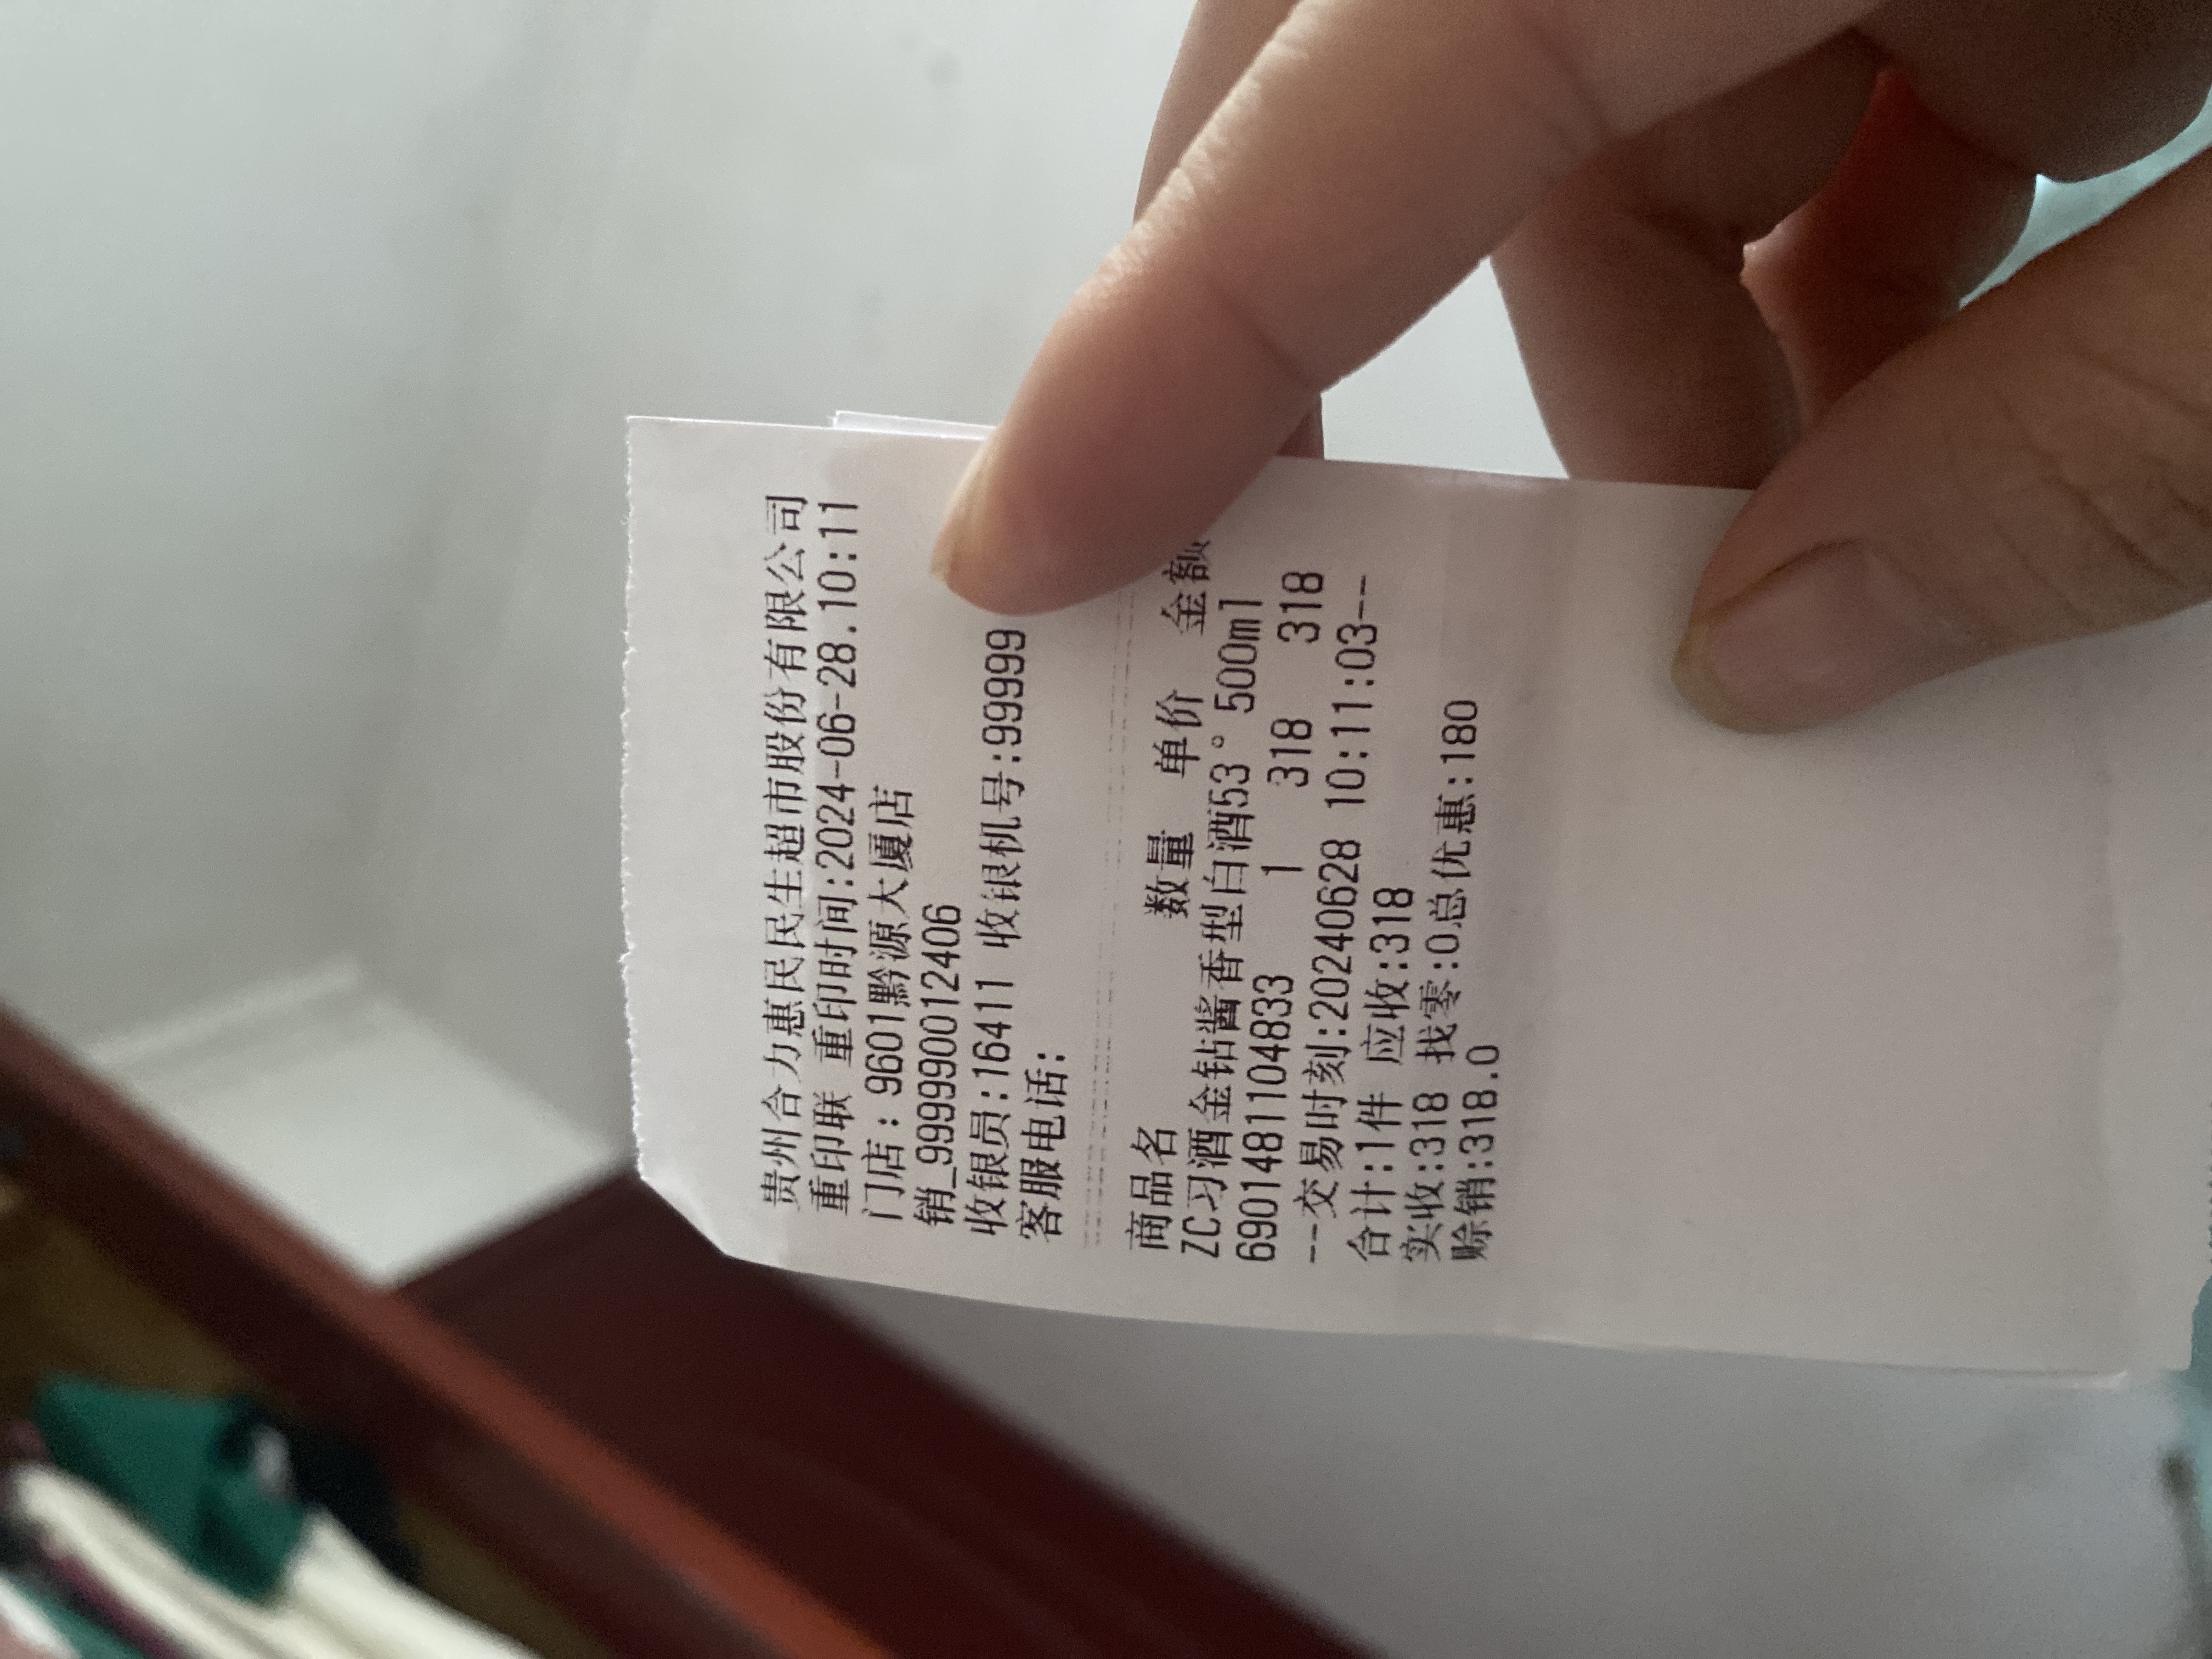 贵州合力惠民民生超市股份有限公司
重印联 重印时间:2024-06-28.10:11
门店: 9601黔源大厦店
销_9999900012406
收银员:16411 收银机号:99999
客服电话:
商品名 数量 单价 金额
ZC习酒金钻酱香型白酒53°500ml
6901481104833 1 318 318
--交易时刻:20240628 10:11:03--
合计:1件 应收:318
实收:318 找零:0总优惠:180
赊销:318.0